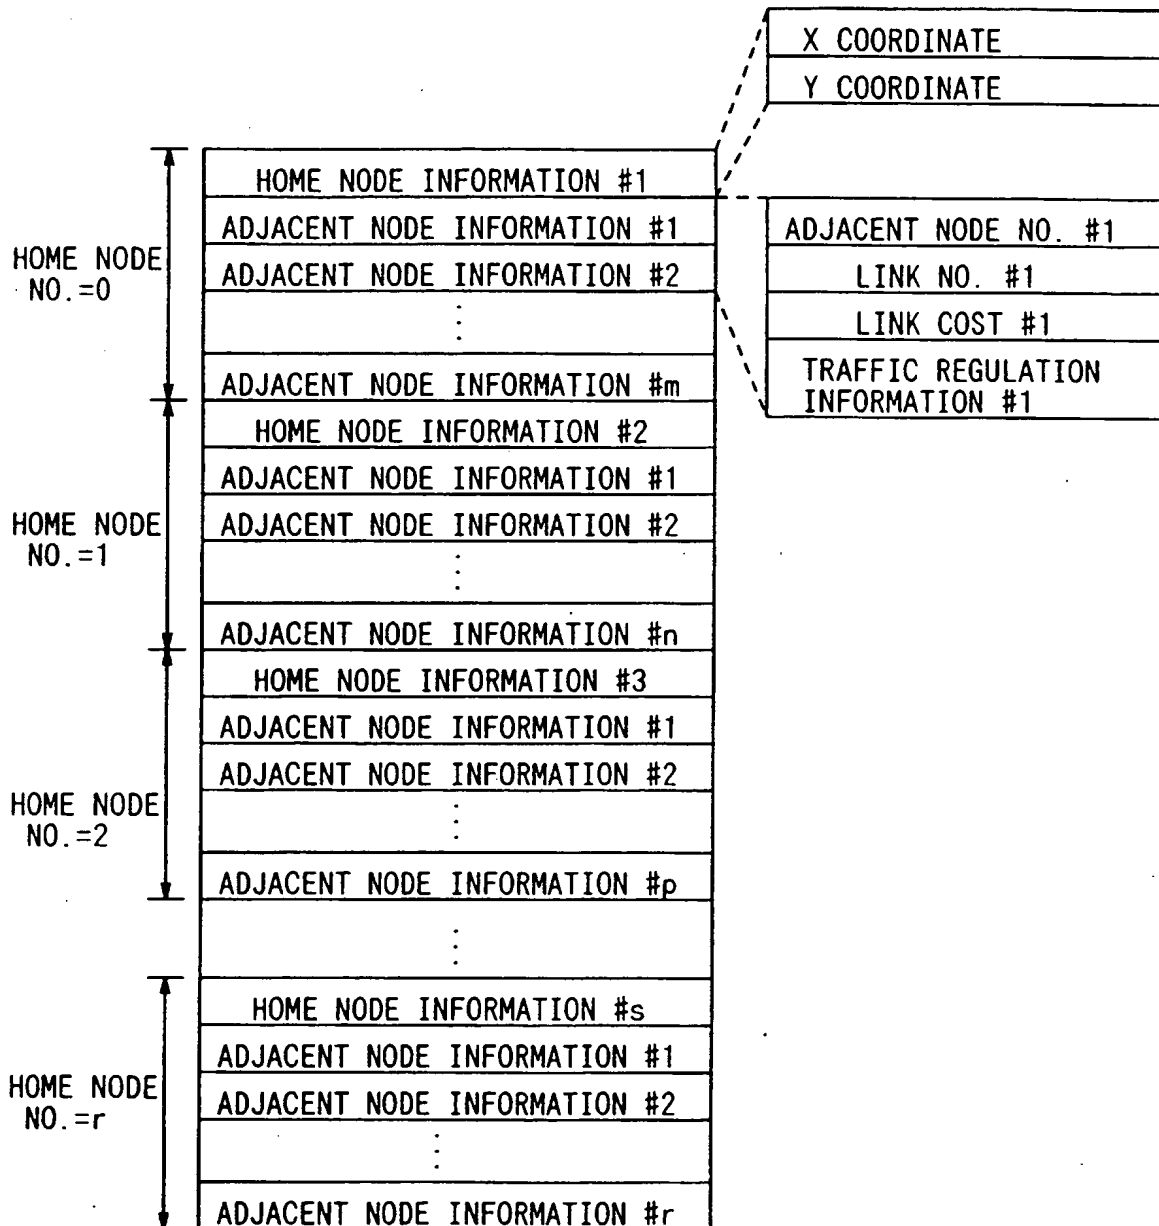 X COORDINATE
Y COORDINATE
HOME NODE INFORMATION #1
ADJACENT NODE INFORMATION #1
ADJACENT NODE INFORMATION #2
ADJACENT NODE INFORMATION #m
HOME NODE
NO.=0
ADJACENT NODE NO. #1
LINK NO. #1
LINK COST #1
TRAFFIC REGULATION
INFORMATION #1
HOME NODE INFORMATION #2
ADJACENT NODE INFORMATION #1
ADJACENT NODE INFORMATION #2
ADJACENT NODE INFORMATION #n
HOME NODE
NO.=1
HOME NODE INFORMATION #3
ADJACENT NODE INFORMATION #1
ADJACENT NODE INFORMATION #2
ADJACENT NODE INFORMATION #p
HOME NODE
NO.=2
HOME NODE INFORMATION #s
ADJACENT NODE INFORMATION #1
ADJACENT NODE INFORMATION #2
ADJACENT NODE INFORMATION #r
HOME NODE
NO.=r